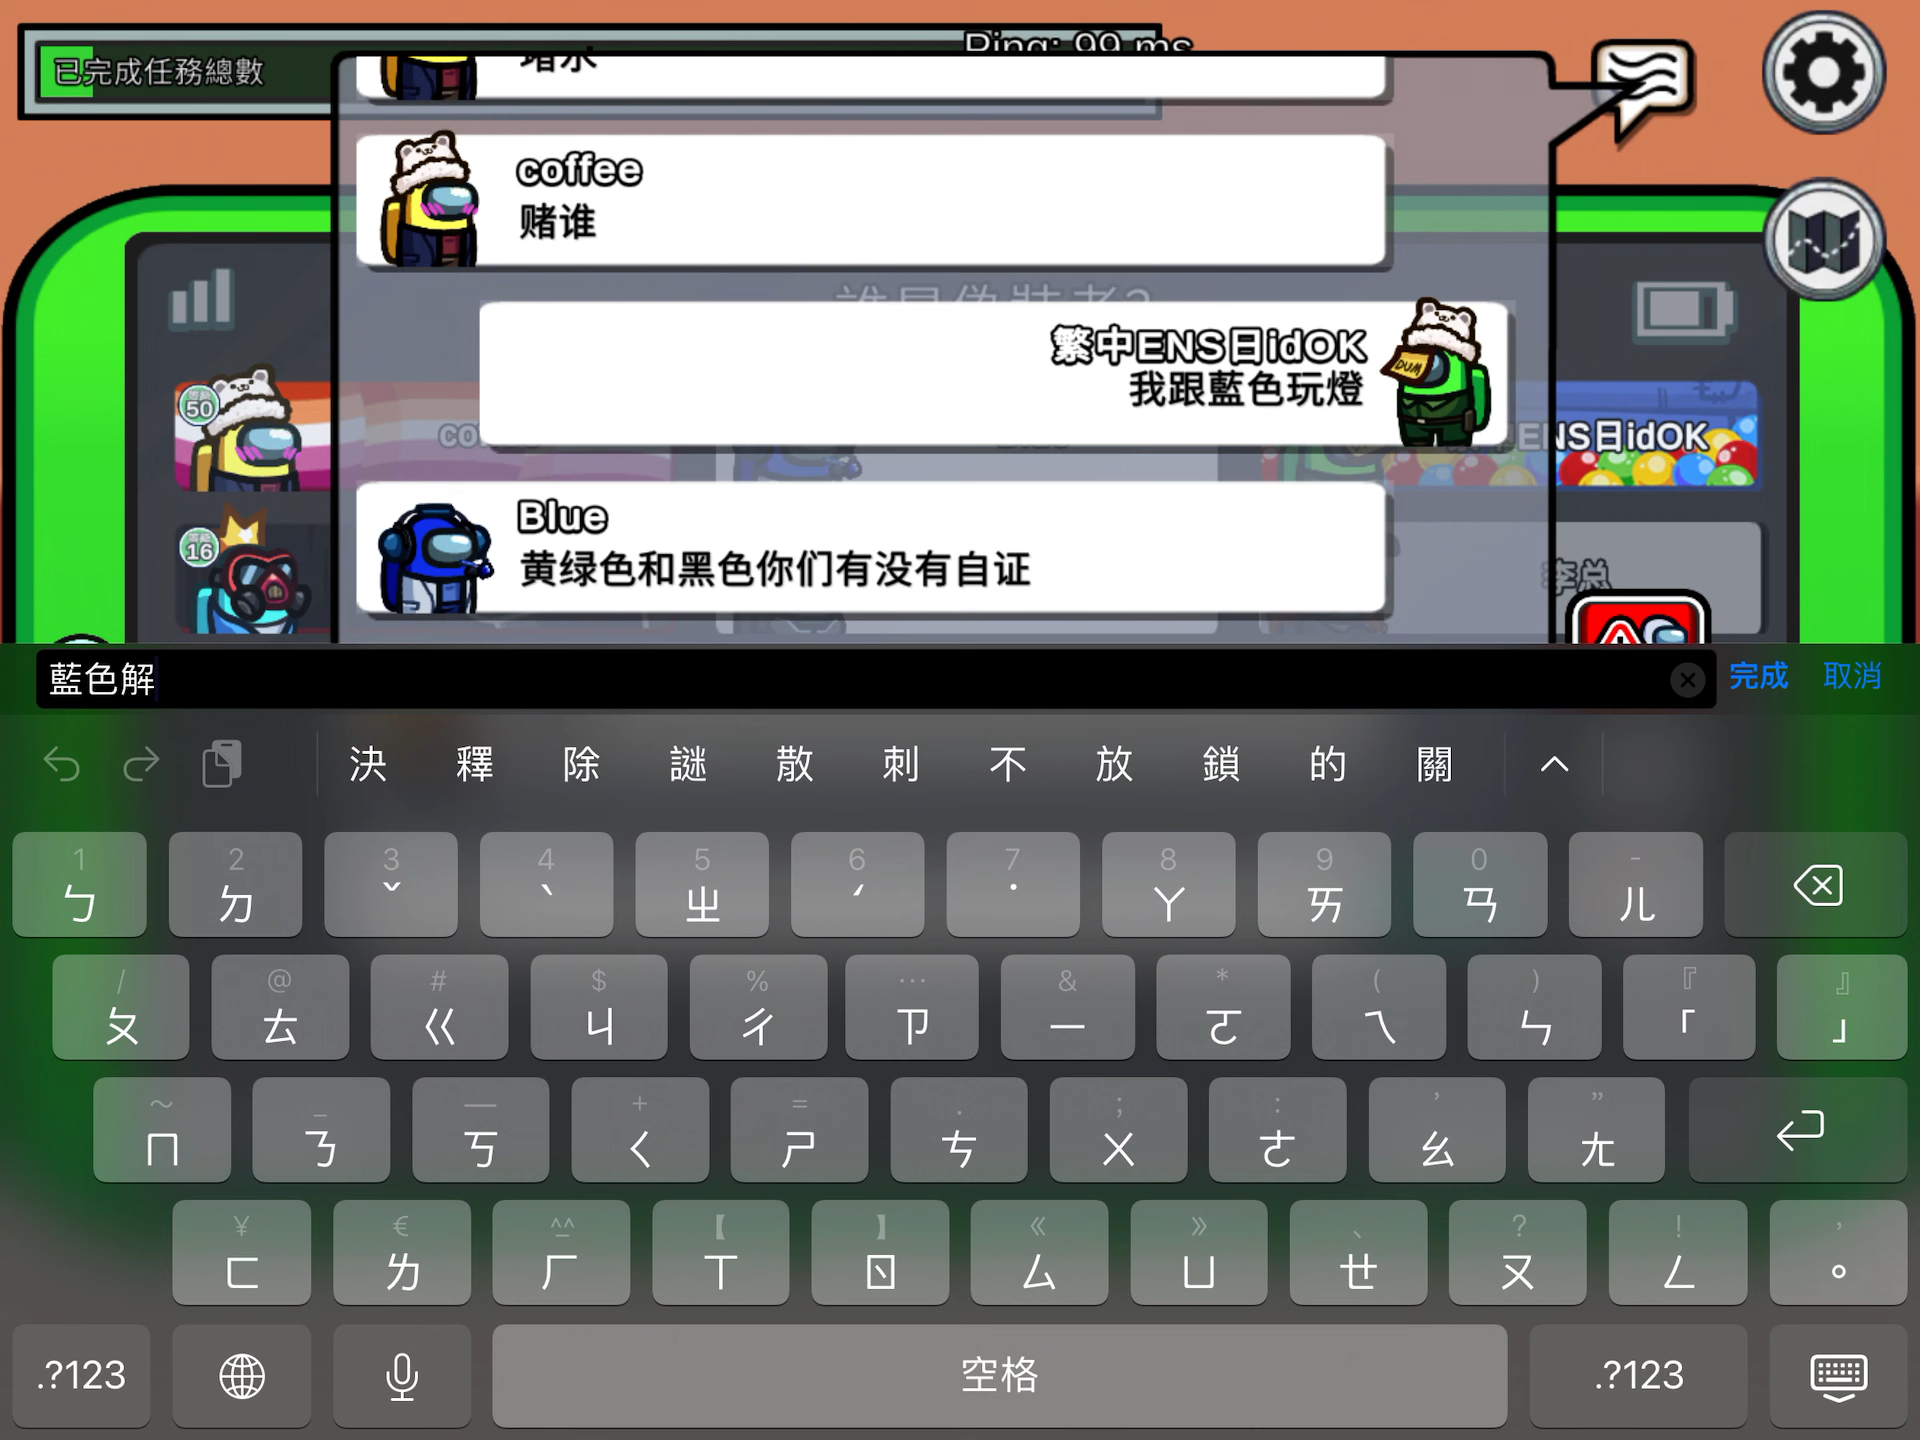 Ping: 99 ms
已完成任務總數
coffee
赌谁
繁中ENS日idOK
我跟藍色玩燈
Blue
黄绿色和黑色你们有没有自证
DUM
50
ENS日idOK
16
李总
藍色解
完成
取消
決 釋 除 謎 散 刺 不 放 鎖 的 關
1 2 3 4 5 6 7 8 9 0 -
ㄅ ㄉ ˇ ˋ ㄓ ˊ ˙ ㄚ ㄞ ㄢ ㄦ
/ @ # $ % … & * ( ) 『 』
ㄆ ㄊ ㄍ ㄐ ㄔ ㄗ ㄧ ㄛ ㄟ ㄣ 「 」
~ _ — + = . ; : ’ ”
ㄇ ㄋ ㄎ ㄑ ㄕ ㄘ ㄨ ㄜ ㄠ ㄤ
¥ € ^_^ 【 】 《 》 、 ? ! ,
ㄈ ㄌ ㄏ ㄒ ㄖ ㄙ ㄩ ㄝ ㄡ ㄥ 。
.?123
空格
.?123